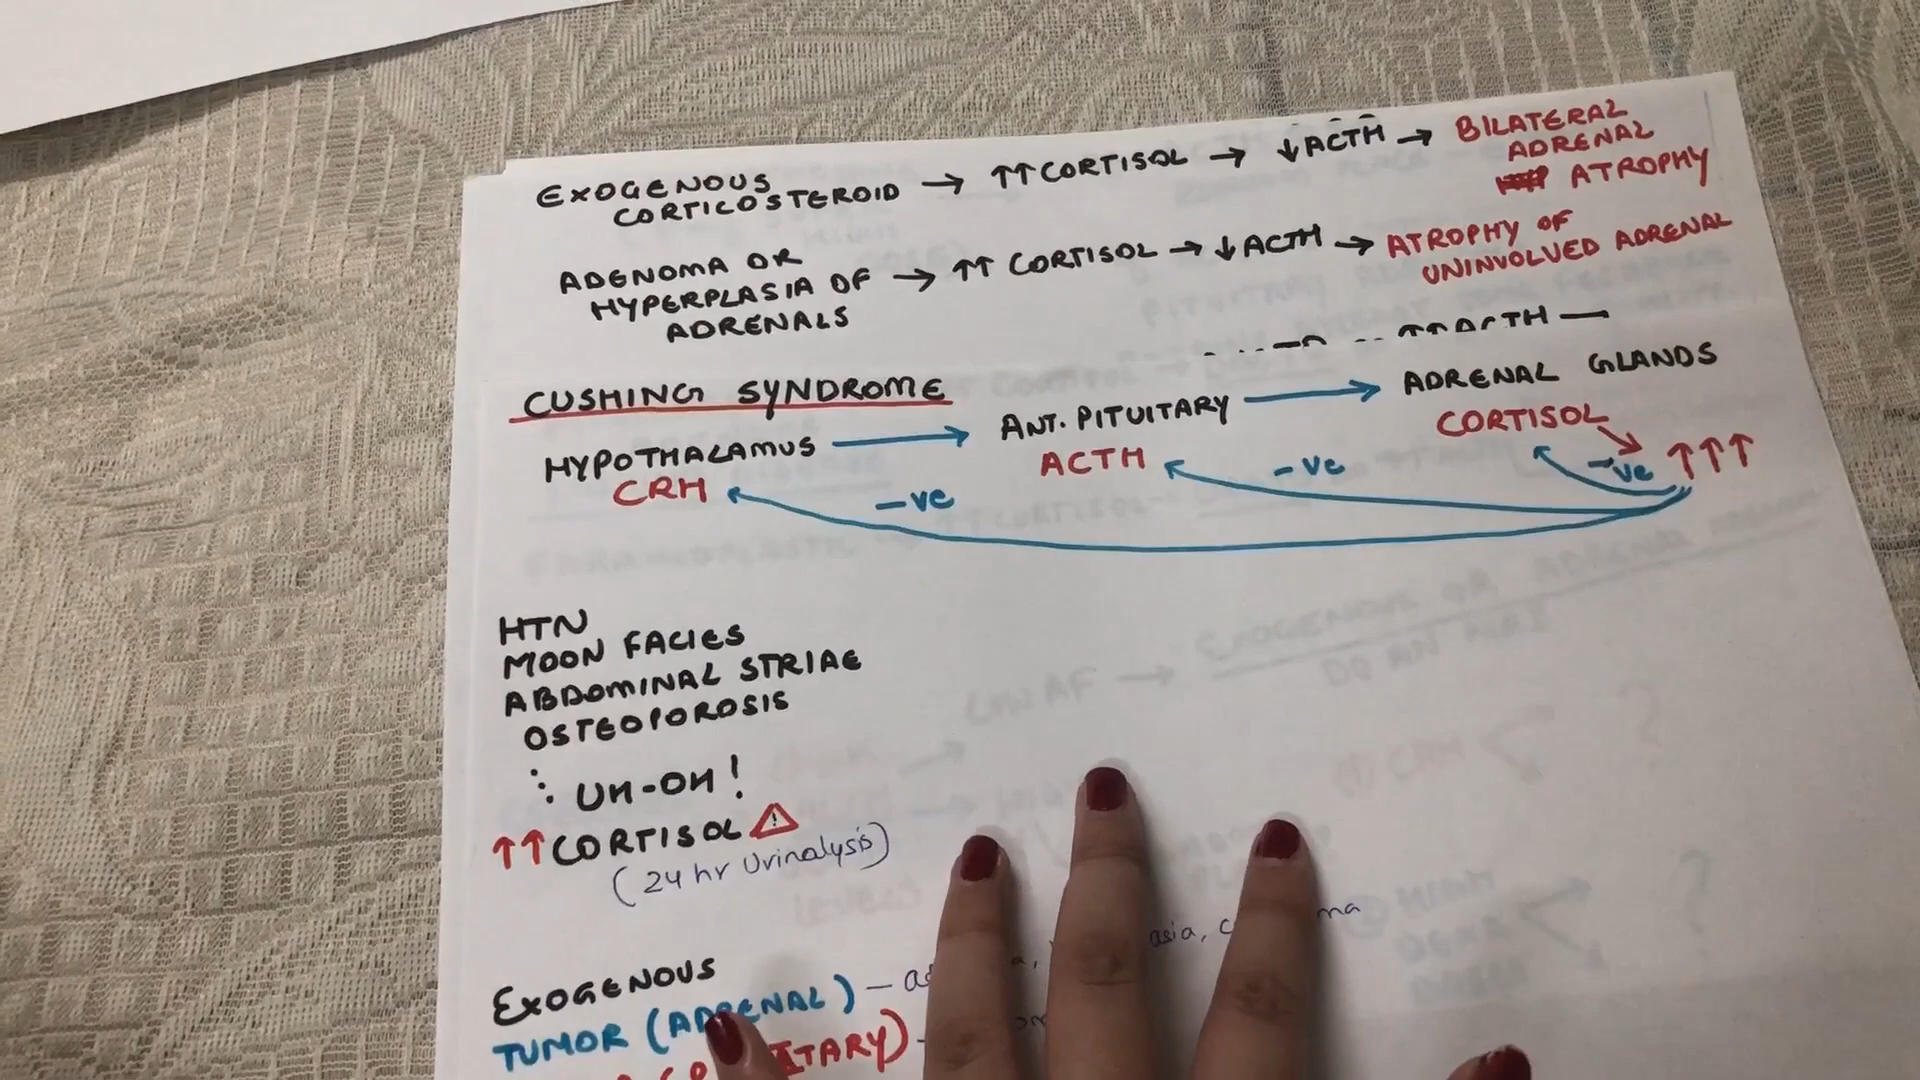 EXOGENOUS CORTICOSTEROID → ↑↑ CORTISOL → ↓ ACTH → BILATERAL ADRENAL ATROPHY
ADENOMA OR HYPERPLASIA OF ADRENALS → ↑↑ CORTISOL → ↓ ACTH → ATROPHY OF UNINVOLVED ADRENAL
CUSHING SYNDROME
HYPOTHALAMUS → ANT. PITUITARY → ADRENAL GLANDS
CRH ACTH CORTISOL ↑↑↑
-ve -ve -ve
HTN
MOON FACIES
ABDOMINAL STRIAE
OSTEOPOROSIS
∴ UH-OH!
↑↑ CORTISOL
(24 hr Urinalysis)
EXOGENOUS
TUMOR (ADRENAL) -